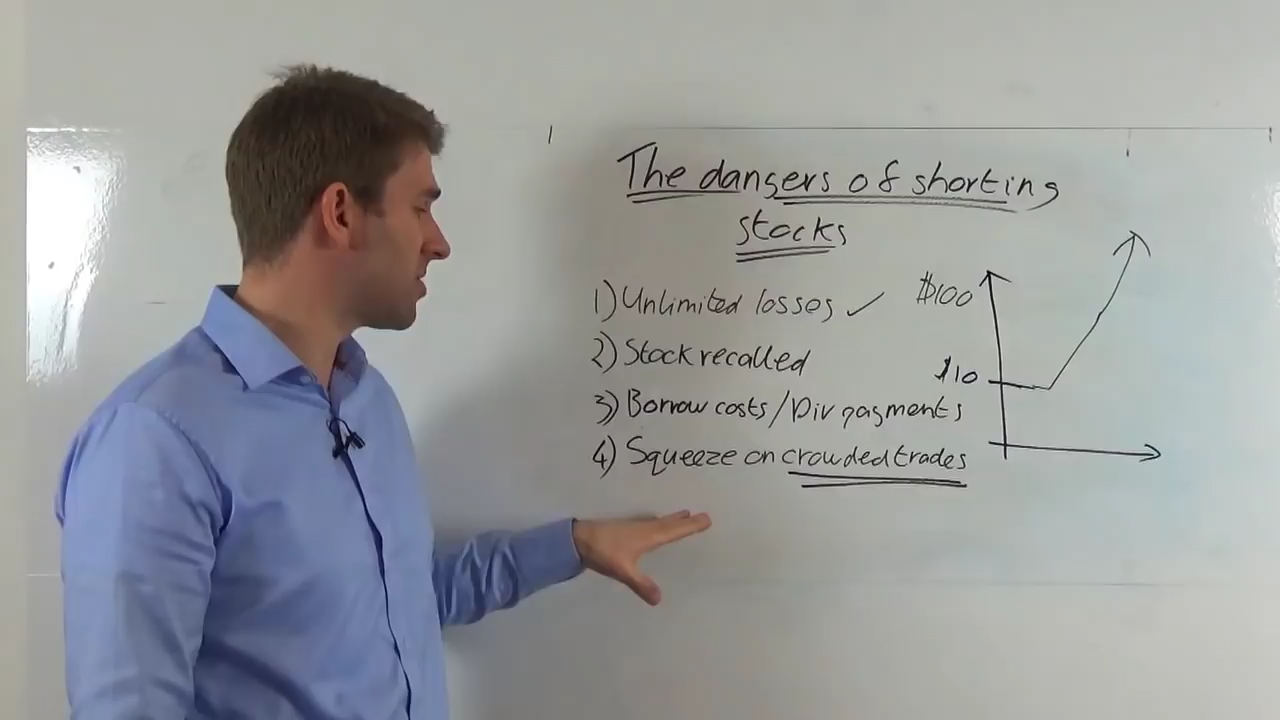 The dangers of shorting
stocks
1) Unlimited losses ✓
2) Stock recalled
3) Borrow costs/Div payments
4) Squeeze on crowded trades
$100
$10